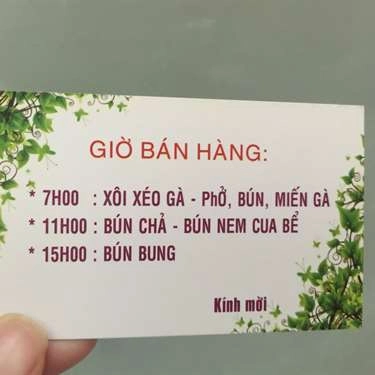 GIỜ BÁN HÀNG:
* 7H00 : XÔI XÉO GÀ - PhỞ, BÚN, MIẾN GÀ
* 11H00 : BÚN CHẢ - BÚN NEM CUA BỂ
* 15H00 : BÚN BUNG
Kính mời